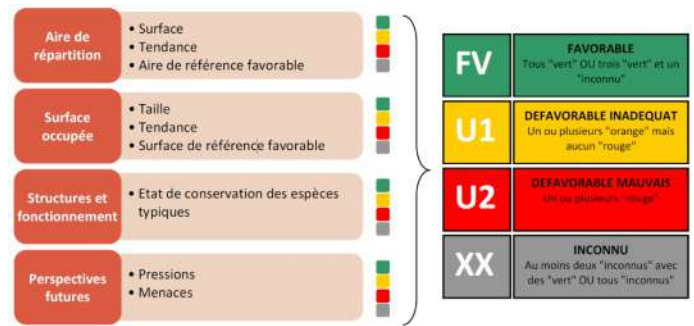 Aire de
répartition
• Surface
• Tendance
• Aire de référence favorable
Surface
occupée
• Taille
• Tendance
• Surface de référence favorable
Structures et
fonctionnement
• Etat de conservation des espèces
typiques
Perspectives
futures
• Pressions
• Menaces
FV
FAVORABLE
Tous "vert" OU trois "vert" et un
"inconnu"
U1
DEFAVORABLE INADEQUAT
Un ou plusieurs "orange" mais
aucun "rouge"
U2
DEFAVORABLE MAUVAIS
Un ou plusieurs "rouge"
XX
INCONNU
Au moins deux "inconnus" avec
des "vert" OU tous "inconnus"